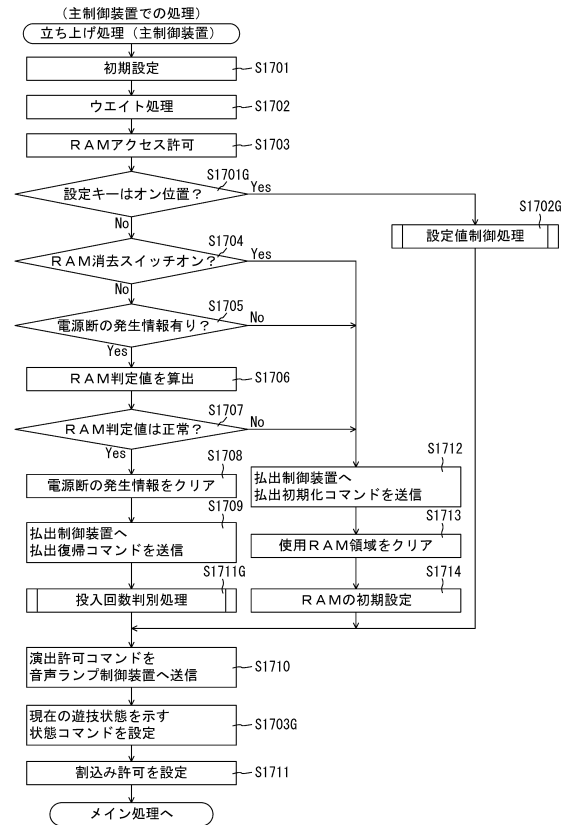 (主制御装置での処理)
立ち上げ処理(主制御装置)
初期設定
S1701
ウエイト処理
S1702
RAMアクセス許可
S1703
設定キーはオン位置?
S1701G
Yes
No
設定値制御処理
S1702G
RAM消去スイッチオン?
S1704
Yes
No
電源断の発生情報有り?
S1705
No
Yes
RAM判定値を算出
S1706
RAM判定値は正常?
S1707
No
Yes
電源断の発生情報をクリア
S1708
払出制御装置へ
払出復帰コマンドを送信
S1709
投入回数判別処理
S1711G
払出制御装置へ
払出初期化コマンドを送信
S1712
使用RAM領域をクリア
S1713
RAMの初期設定
S1714
演出許可コマンドを
音声ランプ制御装置へ送信
S1710
現在の遊技状態を示す
状態コマンドを設定
S1703G
割込み許可を設定
S1711
メイン処理へ